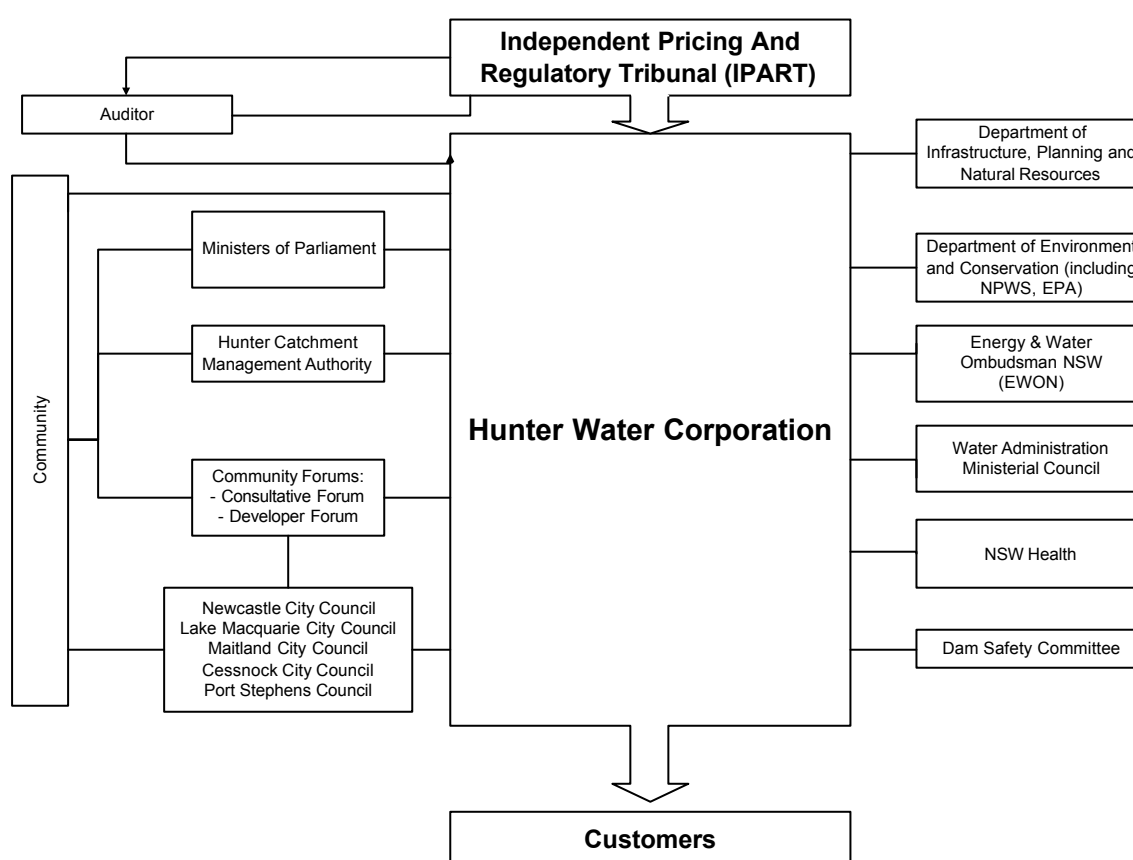 Independent Pricing And
Regulatory Tribunal (IPART)
Auditor
Department of
Infrastructure, Planning and
Natural Resources
Community
Ministers of Parliament
Department of Environment
and Conservation (including
NPWS, EPA)
Hunter Catchment
Management Authority
Energy & Water
Ombudsman NSW
(EWON)
Hunter Water Corporation
Water Administration
Ministerial Council
Community Forums:
- Consultative Forum
- Developer Forum
NSW Health
Newcastle City Council
Lake Macquarie City Council
Maitland City Council
Cessnock City Council
Port Stephens Council
Dam Safety Committee
Customers